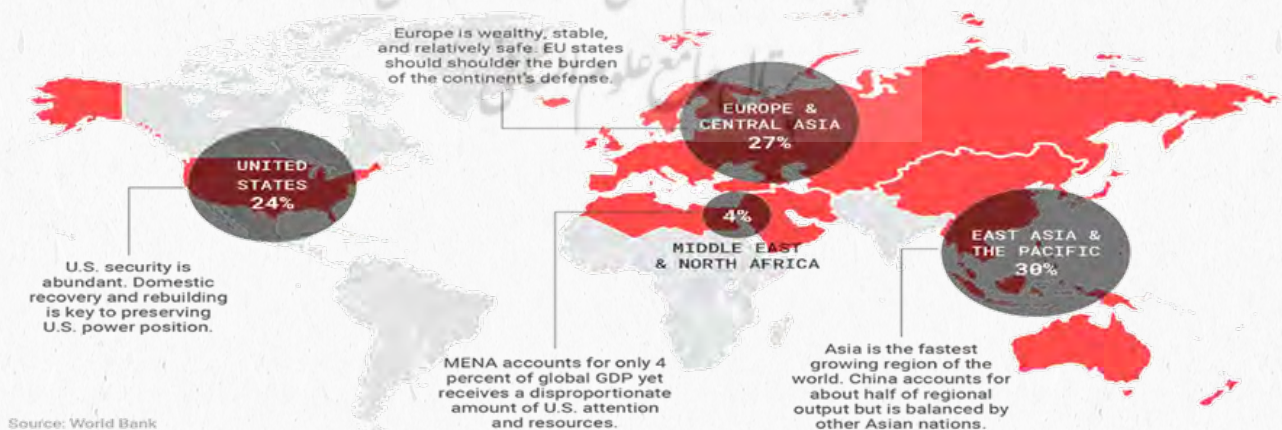 Europe is wealthy, stable,
and relatively safe. EU states
should shoulder the burden
of the continent's defense.
EUROPE &
CENTRAL ASIA
27%
UNITED
STATES
24%
4%
MIDDLE EAST
& NORTH AFRICA
EAST ASIA &
THE PACIFIC
30%
U.S. security is
abundant. Domestic
recovery and rebuilding
is key to preserving
U.S. power position.
MENA accounts for only 4
percent of global GDP yet
receives a disproportionate
amount of U.S. attention
and resources.
Asia is the fastest
growing region of the
world. China accounts for
about half of regional
output but is balanced by
other Asian nations.
Source: World Bank
جامع علوم